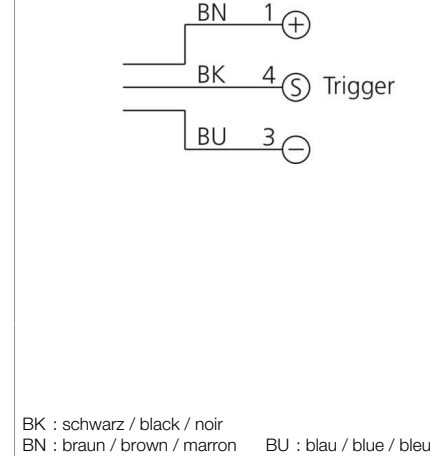 BN 1 +
BK 4 S Trigger
BU 3 −
BK : schwarz / black / noir
BN : braun / brown / marron BU : blau / blue / bleu